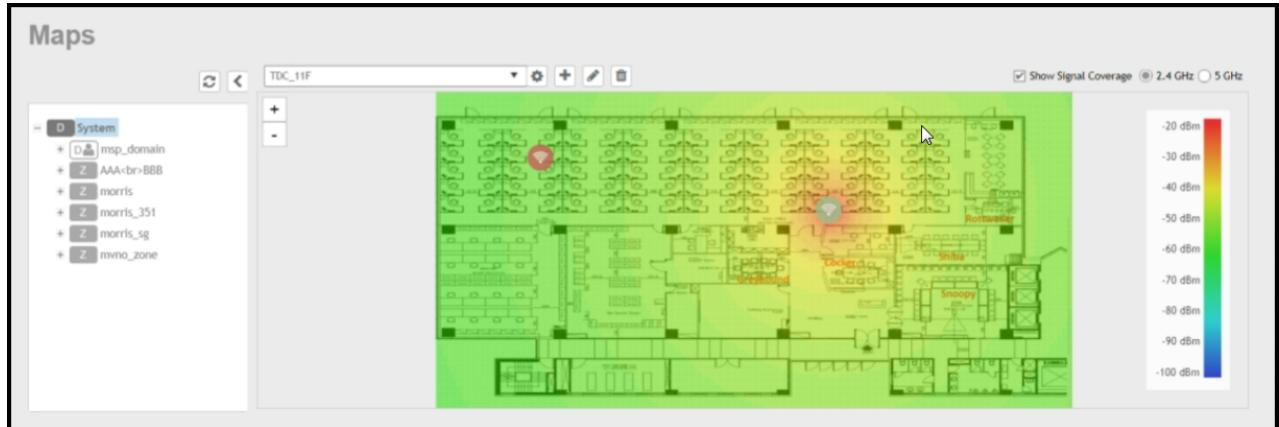 Maps
TDC_11F
Show Signal Coverage 2.4 GHz 5 GHz
+
-
D System
D msp_domain
Z AAA<br>BBB
Z morris
Z morris_351
Z morris_sg
Z mvno_zone
Rottweiler
Shiba
Locker
Greyhound
Snoopy
-20 dBm
-30 dBm
-40 dBm
-50 dBm
-60 dBm
-70 dBm
-80 dBm
-90 dBm
-100 dBm